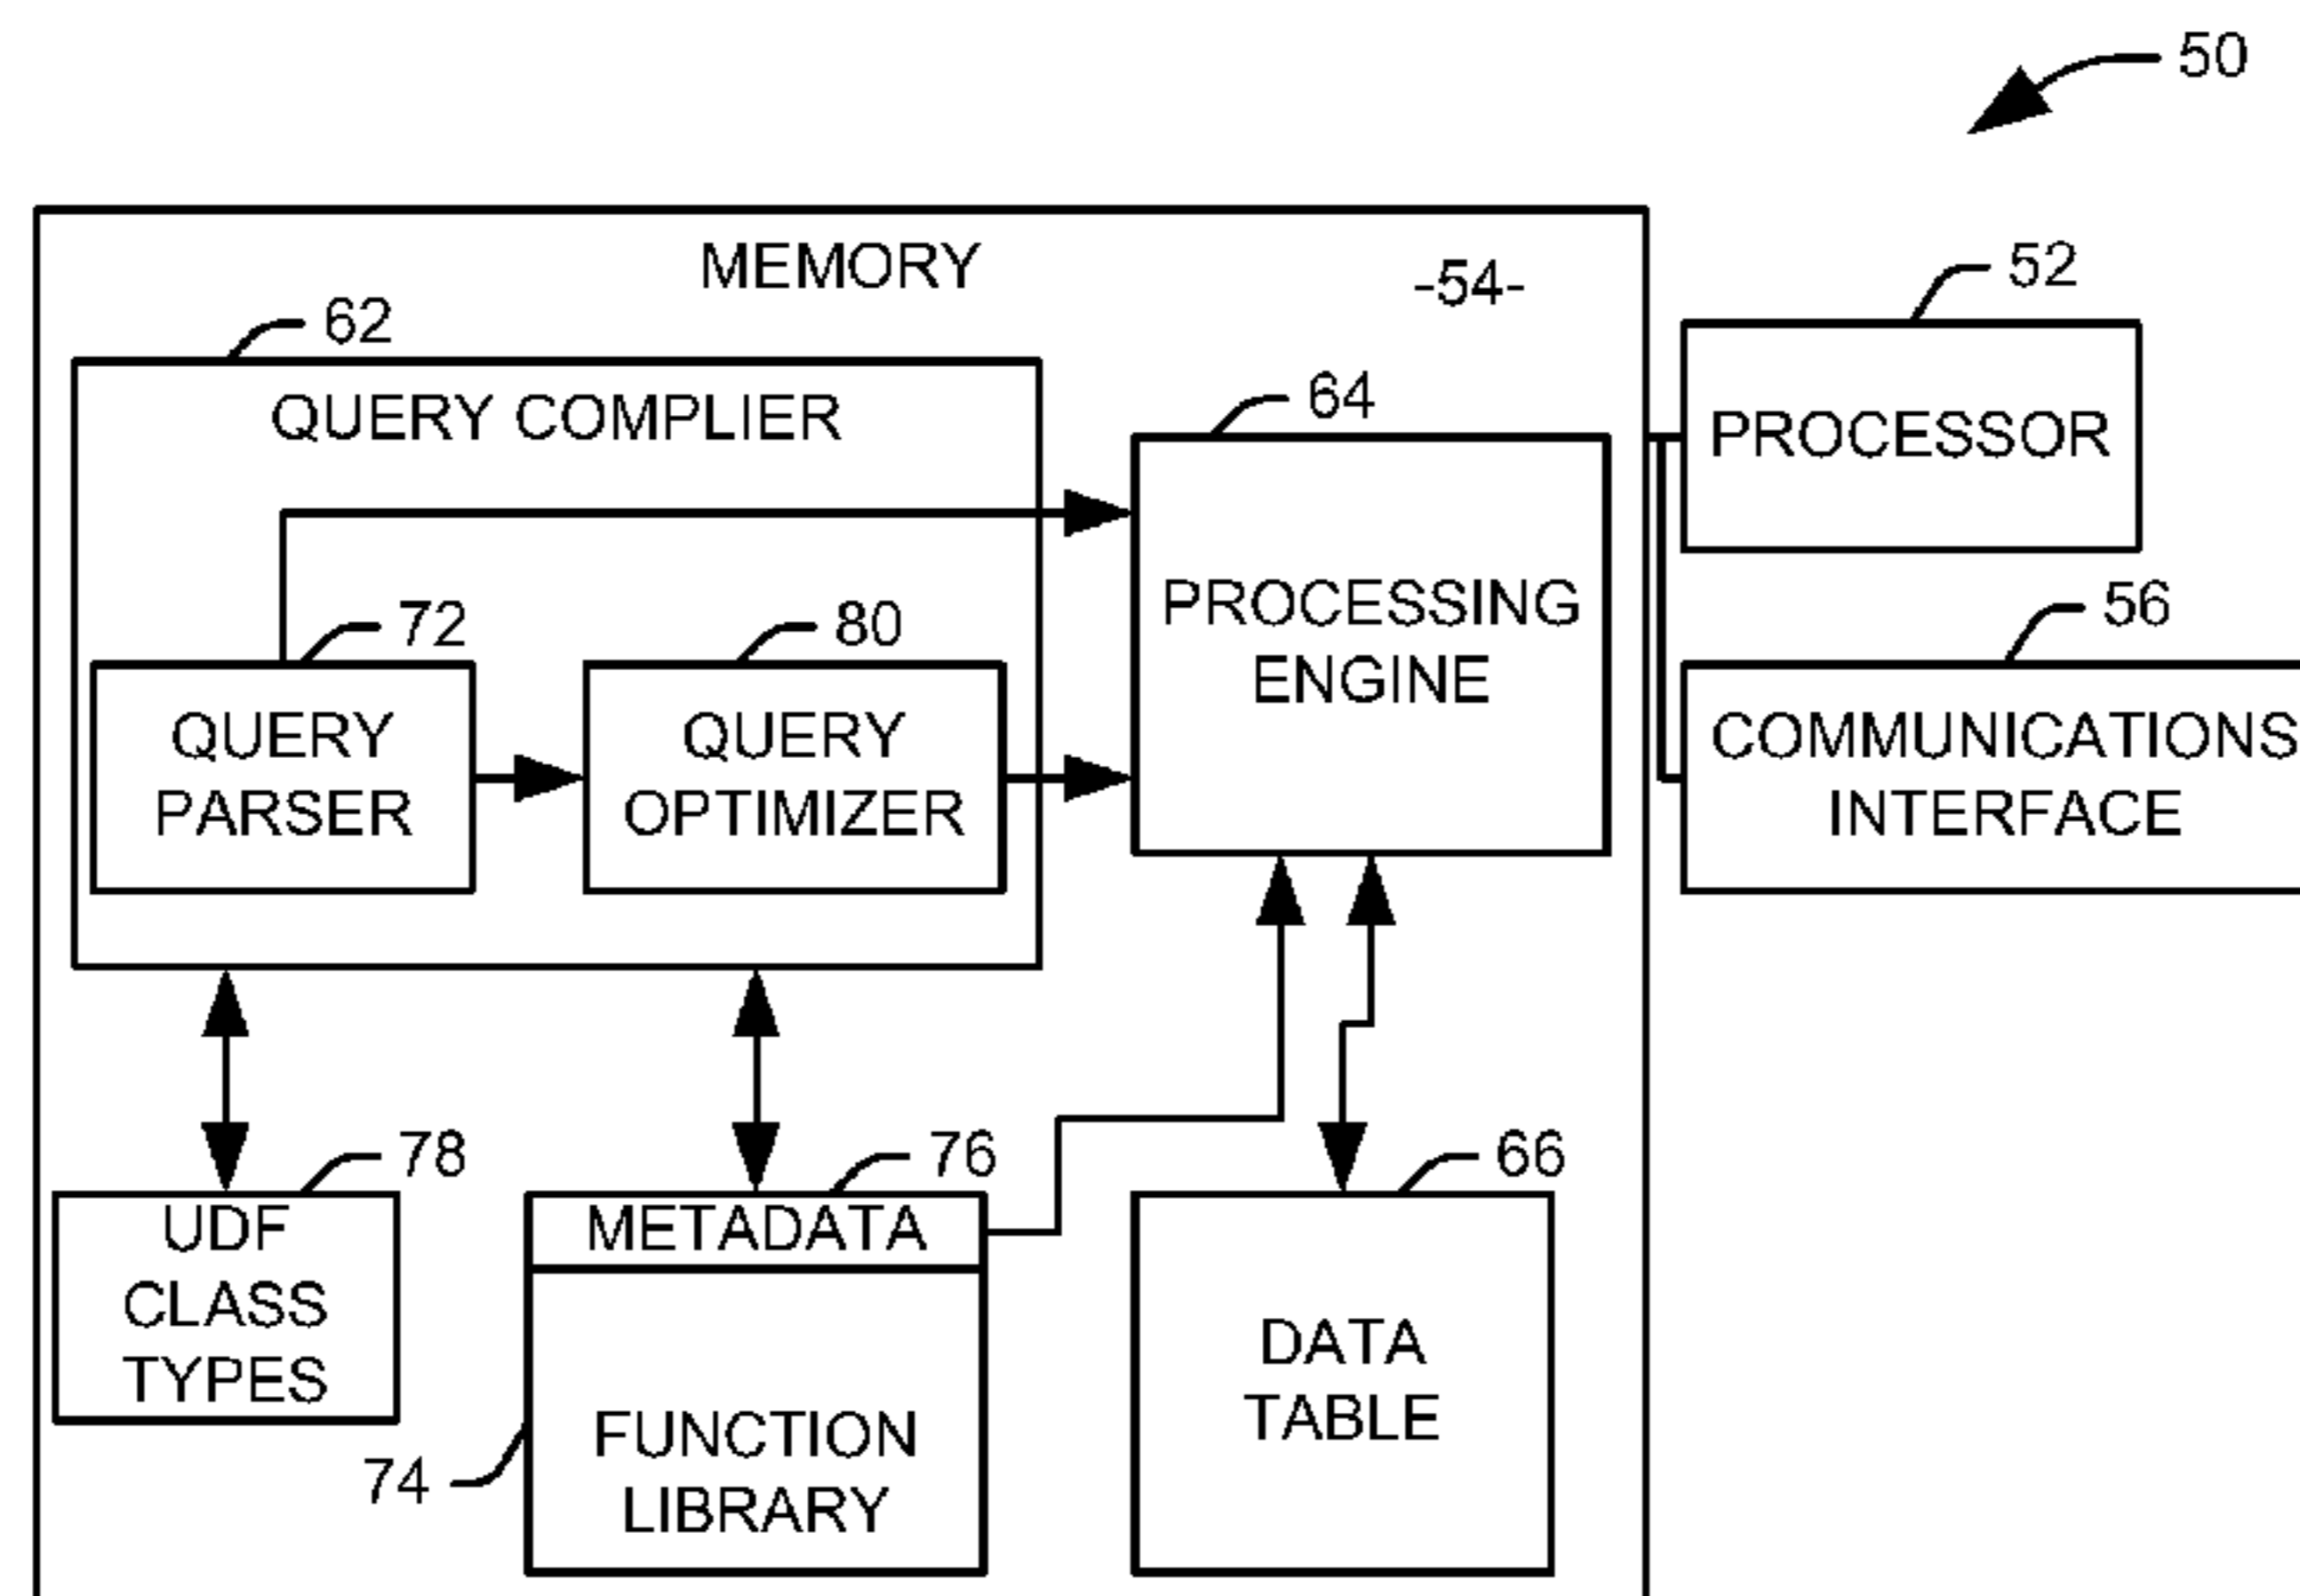 50
MEMORY
-54-
52
62
QUERY COMPLIER
64
PROCESSOR
72
80
PROCESSING
ENGINE
56
QUERY
PARSER
QUERY
OPTIMIZER
COMMUNICATIONS
INTERFACE
78
76
66
UDF
CLASS
TYPES
METADATA
74
FUNCTION
LIBRARY
DATA
TABLE